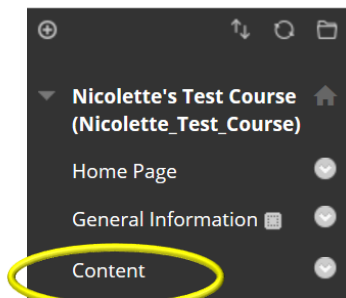 Nicolette's Test Course
(Nicolette_Test_Course)
Home Page
General Information
Content